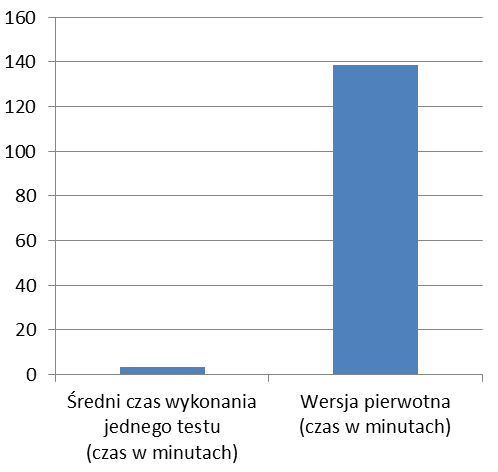 160
140
120
100
80
60
40
20
0
Średni czas wykonania
jednego testu
(czas w minutach)
Wersja pierwotna
(czas w minutach)